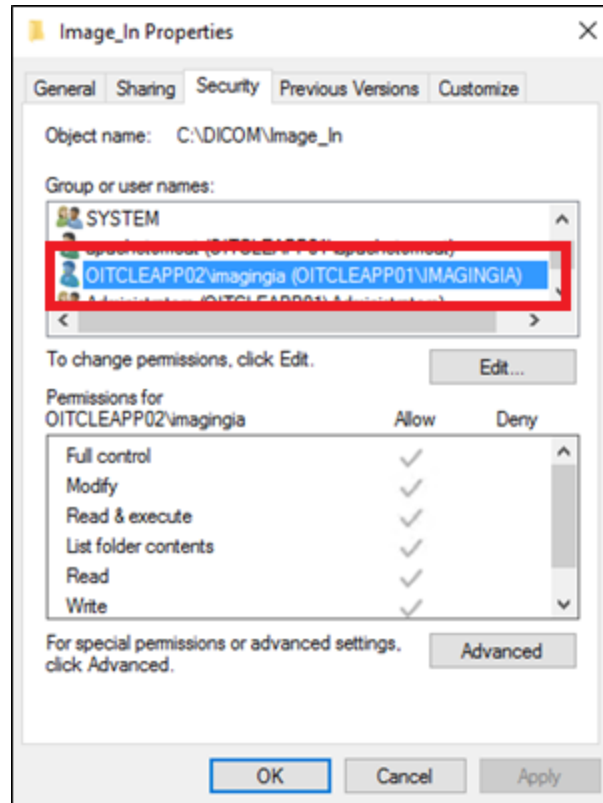 Image_In Properties
General Sharing Security Previous Versions Customize
Object name: C:\DICOM\Image_In
Group or user names:
SYSTEM
OITCLEAPP02\imagingia (OITCLEAPP01\IMAGINGIA)
To change permissions, click Edit.
Edit...
Permissions for
OITCLEAPP02\imagingia Allow Deny
Full control
Modify
Read & execute
List folder contents
Read
Write
For special permissions or advanced settings,
click Advanced.
Advanced
OK Cancel Apply